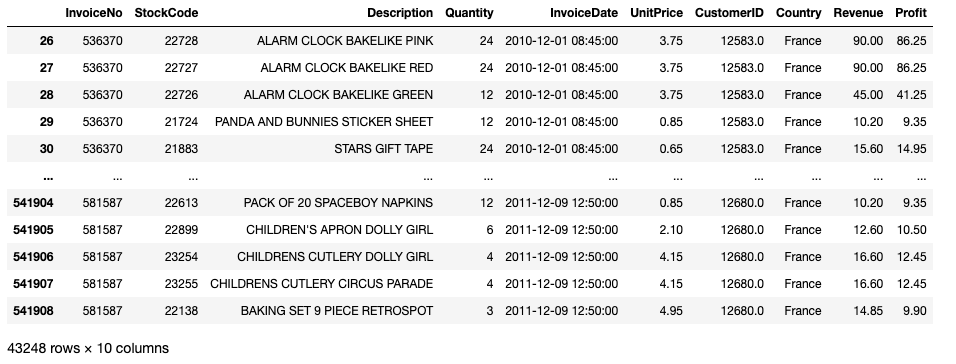 InvoiceNo StockCode Description Quantity InvoiceDate UnitPrice CustomerID Country Revenue Profit
26 536370 22728 ALARM CLOCK BAKELIKE PINK 24 2010-12-01 08:45:00 3.75 12583.0 France 90.00 86.25
27 536370 22727 ALARM CLOCK BAKELIKE RED 24 2010-12-01 08:45:00 3.75 12583.0 France 90.00 86.25
28 536370 22726 ALARM CLOCK BAKELIKE GREEN 12 2010-12-01 08:45:00 3.75 12583.0 France 45.00 41.25
29 536370 21724 PANDA AND BUNNIES STICKER SHEET 12 2010-12-01 08:45:00 0.85 12583.0 France 10.20 9.35
30 536370 21883 STARS GIFT TAPE 24 2010-12-01 08:45:00 0.65 12583.0 France 15.60 14.95
... ... ... ... ... ... ... ... ... ... ...
541904 581587 22613 PACK OF 20 SPACEBOY NAPKINS 12 2011-12-09 12:50:00 0.85 12680.0 France 10.20 9.35
541905 581587 22899 CHILDREN'S APRON DOLLY GIRL 6 2011-12-09 12:50:00 2.10 12680.0 France 12.60 10.50
541906 581587 23254 CHILDRENS CUTLERY DOLLY GIRL 4 2011-12-09 12:50:00 4.15 12680.0 France 16.60 12.45
541907 581587 23255 CHILDRENS CUTLERY CIRCUS PARADE 4 2011-12-09 12:50:00 4.15 12680.0 France 16.60 12.45
541908 581587 22138 BAKING SET 9 PIECE RETROSPOT 3 2011-12-09 12:50:00 4.95 12680.0 France 14.85 9.90
43248 rows × 10 columns